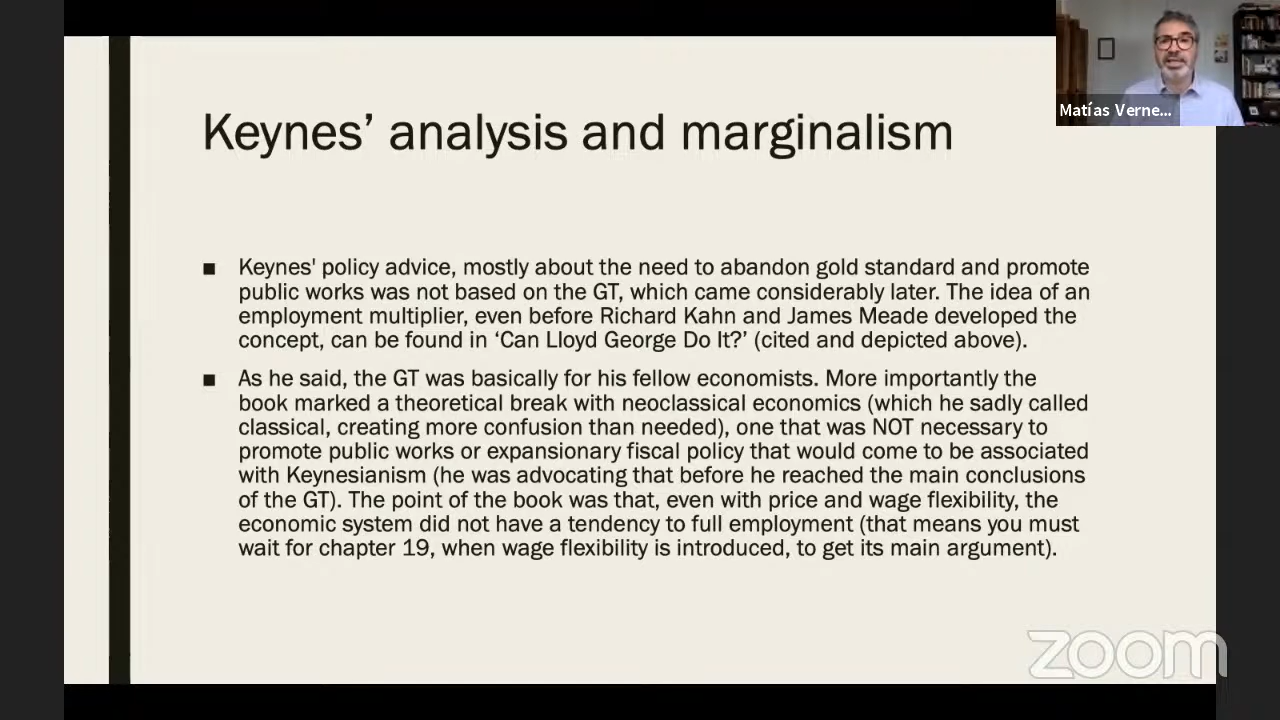 Matías Verne...
Keynes’ analysis and marginalism
■ Keynes' policy advice, mostly about the need to abandon gold standard and promote
public works was not based on the GT, which came considerably later. The idea of an
employment multiplier, even before Richard Kahn and James Meade developed the
concept, can be found in ‘Can Lloyd George Do It?’ (cited and depicted above).
■ As he said, the GT was basically for his fellow economists. More importantly the
book marked a theoretical break with neoclassical economics (which he sadly called
classical, creating more confusion than needed), one that was NOT necessary to
promote public works or expansionary fiscal policy that would come to be associated
with Keynesianism (he was advocating that before he reached the main conclusions
of the GT). The point of the book was that, even with price and wage flexibility, the
economic system did not have a tendency to full employment (that means you must
wait for chapter 19, when wage flexibility is introduced, to get its main argument).
zoom